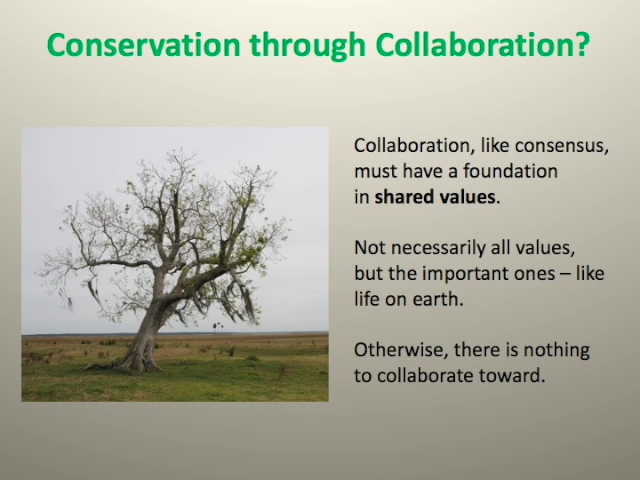 Conservation through Collaboration?
Collaboration, like consensus,
must have a foundation
in shared values.
Not necessarily all values,
but the important ones – like
life on earth.
Otherwise, there is nothing
to collaborate toward.